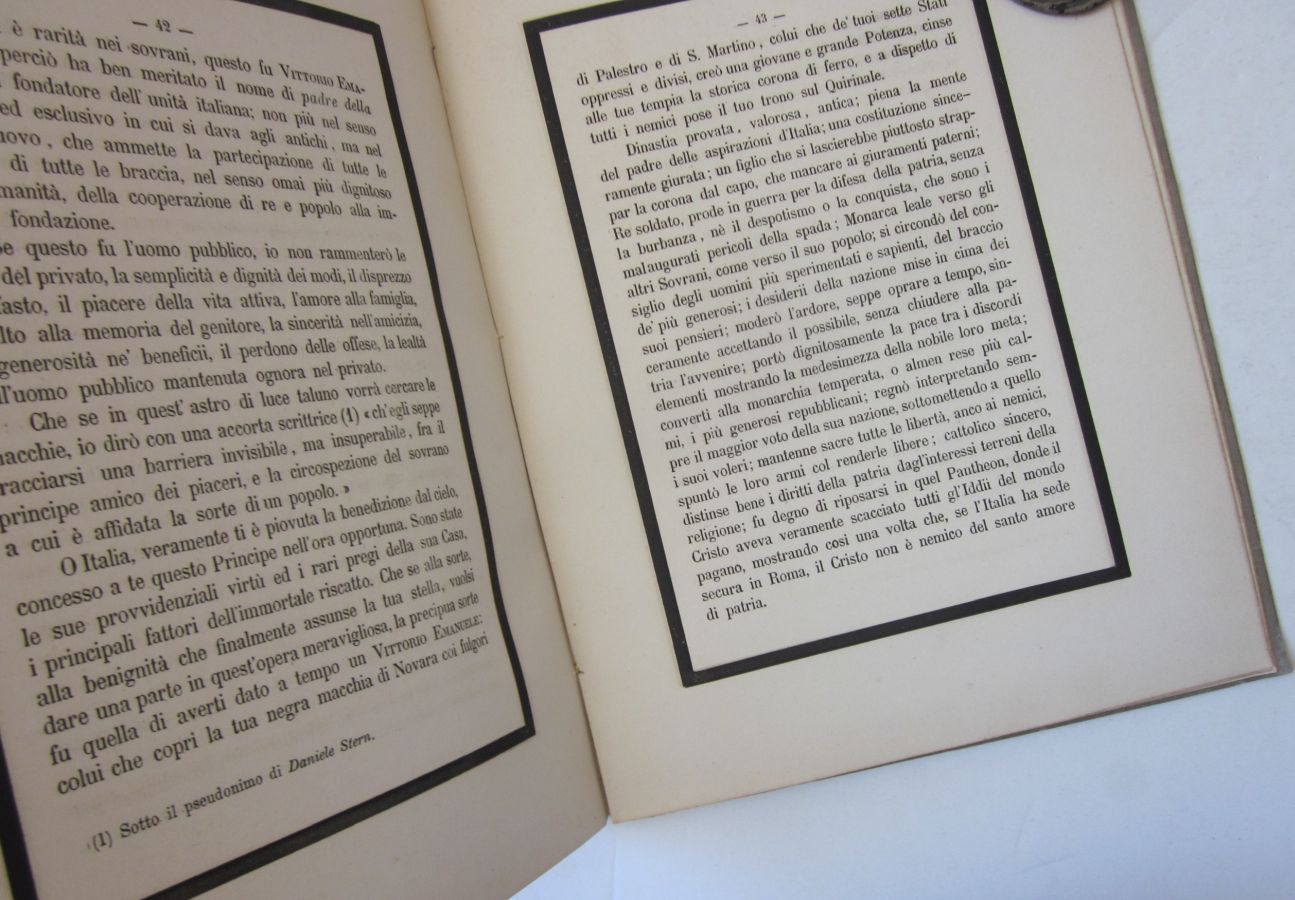 — 42 —
è rarità nei sovrani, questo fu VITTORIO EMA-
perciò ha ben meritato il nome di padre della
fondatore dell' unità italiana; non più nel senso
ed esclusivo in cui si dava agli antichi, ma nel
uovo, che ammette la partecipazione di tutte le
di tutte le braccia, nel senso omai più dignitoso
manità, della cooperazione di re e popolo alla im-
fondazione.
Se questo fu l'uomo pubblico, io non rammenterò le
del privato, la semplicità e dignità dei modi, il disprezzo
fasto, il piacere della vita attiva, l'amore alla famiglia,
lto alla memoria del genitore, la sincerità nell'amicizia,
generosità ne' beneficii, il perdono delle offese, la lealtà
ll'uomo pubblico mantenuta ognora nel privato.
Che se in quest' astro di luce taluno vorrà cercare le
macchie, io dirò con una accorta scrittrice (1) « ch'egli seppe
tracciarsi una barriera invisibile, ma insuperabile, fra il
principe amico dei piaceri, e la circospezione del sovrano
a cui è affidata la sorte di un popolo. »
O Italia, veramente ti è piovuta la benedizione dal cielo,
concesso a te questo Principe nell'ora opportuna. Sono state
le sue provvidenziali virtù ed i rari pregi della sua Casa,
i principali fattori dell'immortale riscatto. Che se alla sorte,
alla benignità che finalmente assunse la tua stella, vuolsi
dare una parte in quest'opera meravigliosa, la precipua sorte
fu quella di averti dato a tempo un VITTORIO EMANUELE:
colui che coprì la tua negra macchia di Novara coi fulgori
(1) Sotto il pseudonimo di Daniele Stern.
— 43 —
di Palestro e di S. Martino, colui che de' tuoi sette Stati
oppressi e divisi, creò una giovane e grande Potenza, cinse
alle tue tempia la storica corona di ferro, e a dispetto di
tutti i nemici pose il tuo trono sul Quirinale.
Dinastia provata, valorosa, antica; piena la mente
del padre delle aspirazioni d'Italia; una costituzione since-
ramente giurata; un figlio che si lascierebbe piuttosto strap-
par la corona dal capo, che mancare ai giuramenti paterni;
Re soldato, prode in guerra per la difesa della patria, senza
la burbanza, nè il despotismo o la conquista, che sono i
malaugurati pericoli della spada; Monarca leale verso gli
altri Sovrani, come verso il suo popolo; si circondò del con-
siglio degli uomini più sperimentati e sapienti, del braccio
de' più generosi; i desiderii della nazione mise in cima dei
suoi pensieri; moderò l'ardore, seppe oprare a tempo, sin-
ceramente accettando il possibile, senza chiudere alla pa-
tria l'avvenire; portò dignitosamente la pace tra i discordi
elementi mostrando la medesimezza della nobile loro meta;
convertì alla monarchia temperata, o almen rese più cal-
mi, i più generosi repubblicani; regnò interpretando sem-
pre il maggior voto della sua nazione, sottomettendo a quello
i suoi voleri; mantenne sacre tutte le libertà, anco ai nemici,
spuntò le loro armi col renderle libere; cattolico sincero,
distinse bene i diritti della patria dagl'interessi terreni della
religione; fu degno di riposarsi in quel Pantheon, donde il
Cristo aveva veramente scacciato tutti gl'Iddii del mondo
pagano, mostrando così una volta che, se l'Italia ha sede
secura in Roma, il Cristo non è nemico del santo amore
di patria.